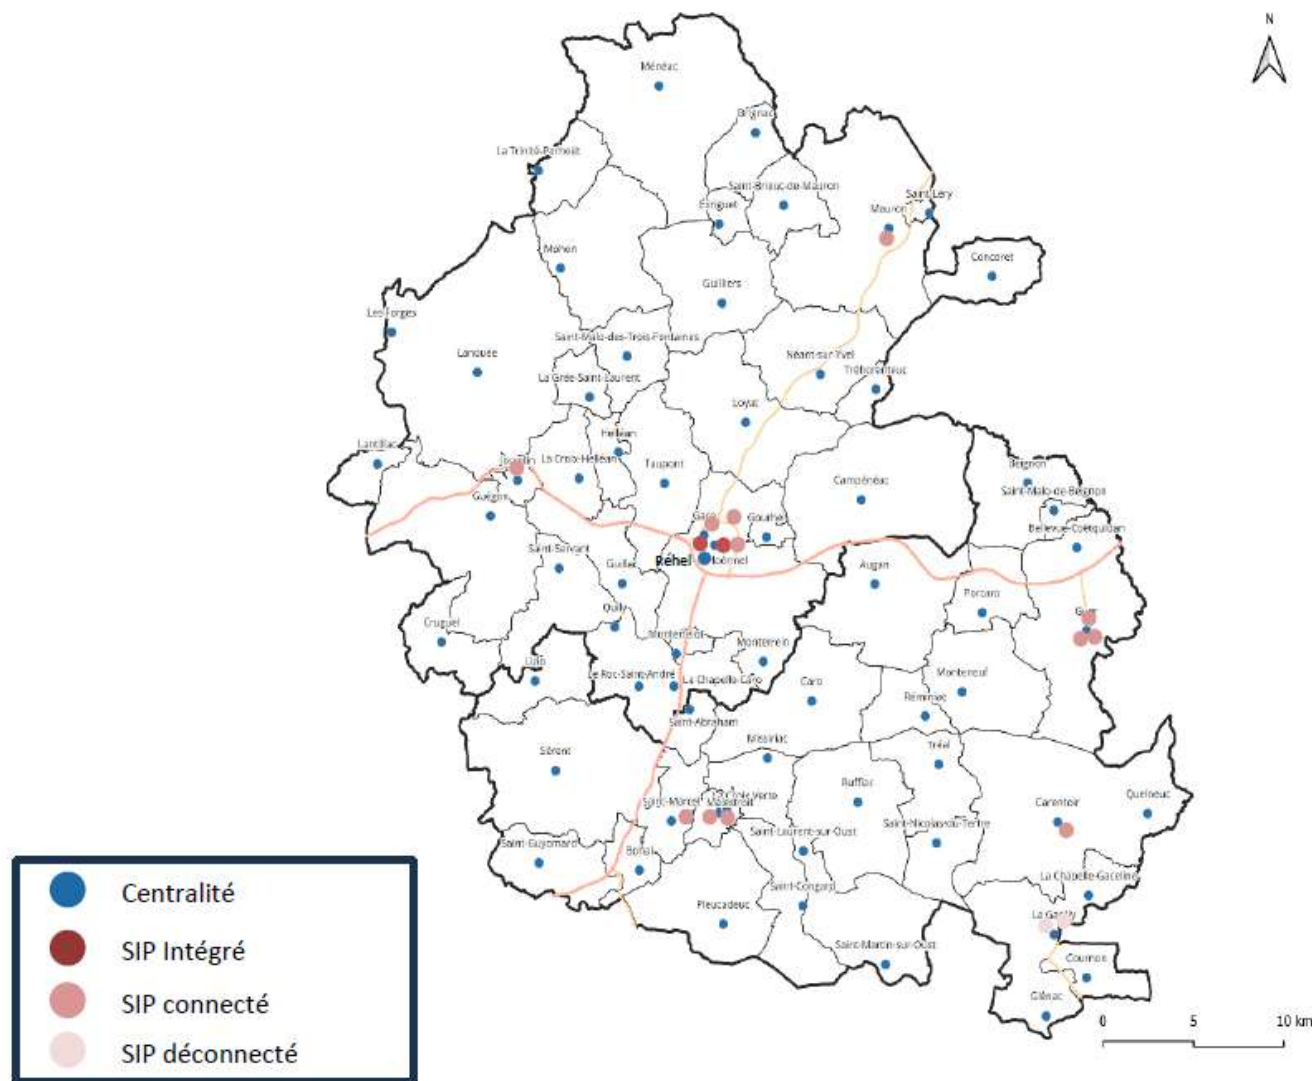 N
Ménéac
Brignac
La Trinité-Porhoët
Saint-Brieuc-de-Mauron
Saint-Léry
Evriguet
Mauron
Mohon
Concoret
Guilliers
Les Forges
Saint-Malo-des-Trois-Fontaines
Lanouée
Néant-sur-Yvel
Tréhorenteuc
La Grée-Saint-Laurent
Loyat
Helléan
Lantillac
Josselin
La Croix-Helléan
Taupont
Beignon
Campénéac
Saint-Malo-de-Beignon
Guégon
Gourhel
Bellevue-Coëtquidan
Saint-Servant
Guillac
Réhel
Augan
Porcaro
Quily
Guer
Cruguel
Montertelot
Monterrein
Lizio
Le Roc-Saint-André
La Chapelle-Caro
Caro
Monteneuf
Réminiac
Saint-Abraham
Missiriac
Sérent
Tréal
Ruffiac
Saint-Marcel
Malestroit
Carentoir
Quelneuc
Saint-Laurent-sur-Oust
Saint-Nicolas-du-Tertre
Saint-Guyomard
Bohal
La Chapelle-Gaceline
Saint-Congard
Pleucadeuc
La Gacilly
Saint-Martin-sur-Oust
Cournon
Glénac
0 5 10 km
Centralité
SIP Intégré
SIP connecté
SIP déconnecté